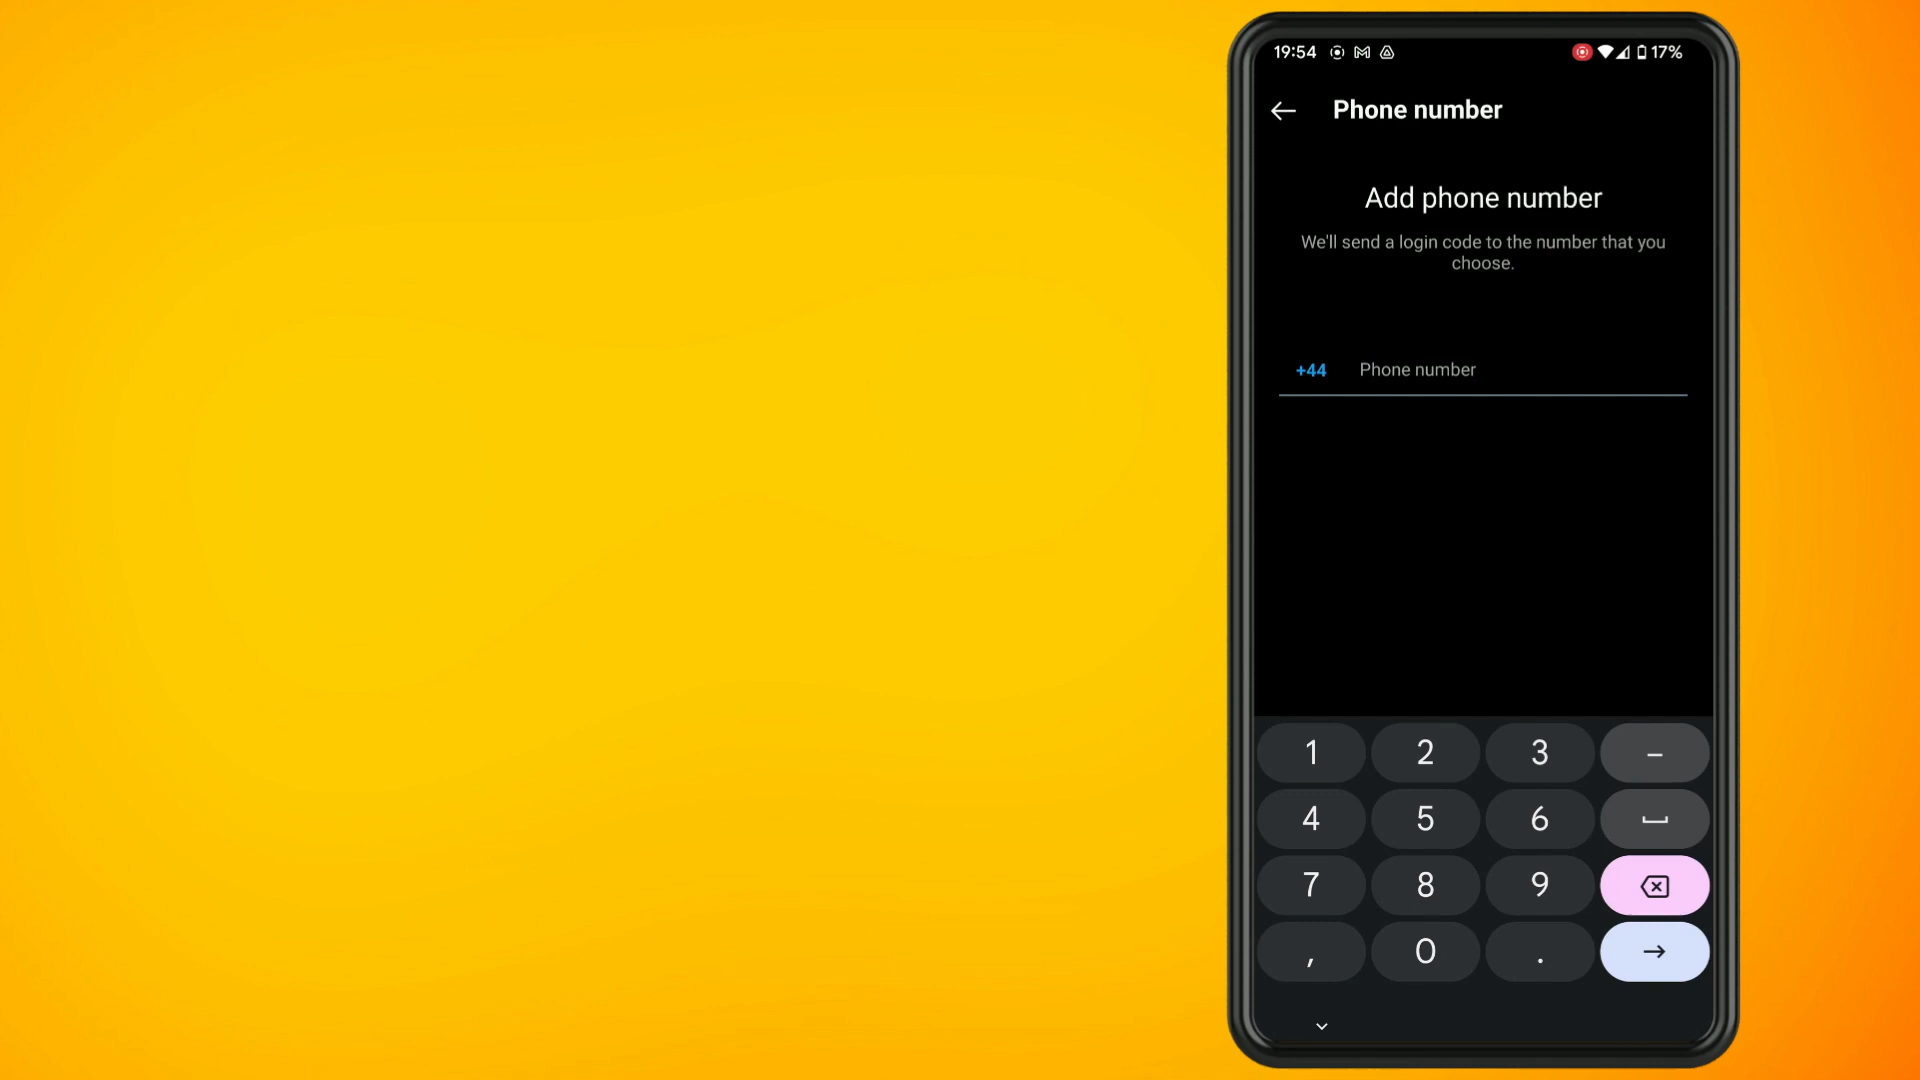 19:54 17%
Phone number
Add phone number
We'll send a login code to the number that you
choose.
+44 Phone number
1 2 3 –
4 5 6
7 8 9
, 0 .